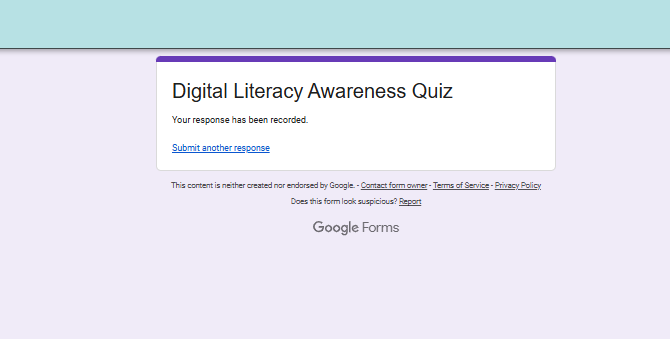 Digital Literacy Awareness Quiz
Your response has been recorded.
Submit another response
This content is neither created nor endorsed by Google. - Contact form owner - Terms of Service - Privacy Policy
Does this form look suspicious? Report
Google Forms